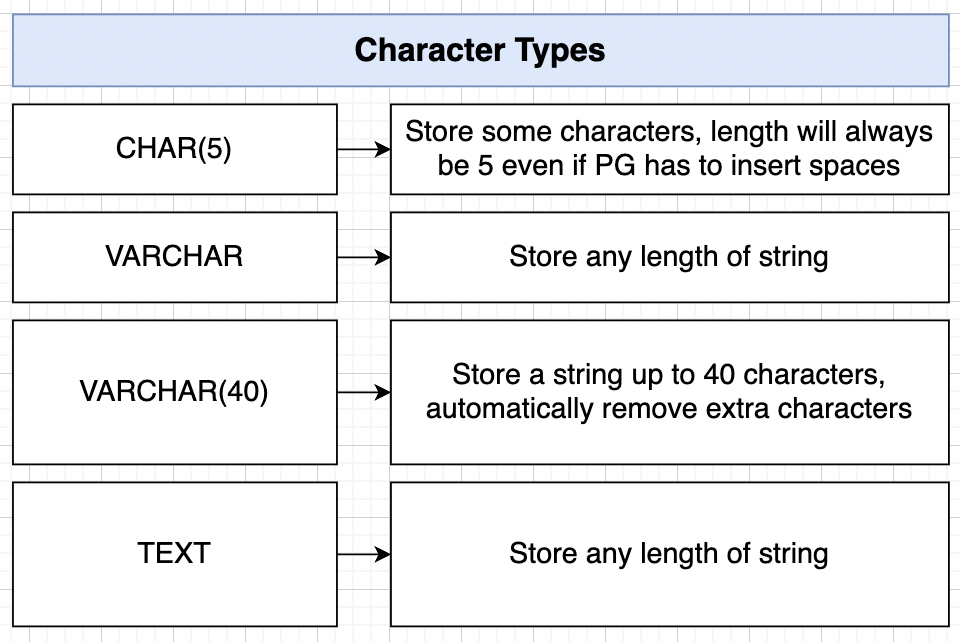 Character Types
CHAR(5)
Store some characters, length will always
be 5 even if PG has to insert spaces
VARCHAR
Store any length of string
VARCHAR(40)
Store a string up to 40 characters,
automatically remove extra characters
TEXT
Store any length of string